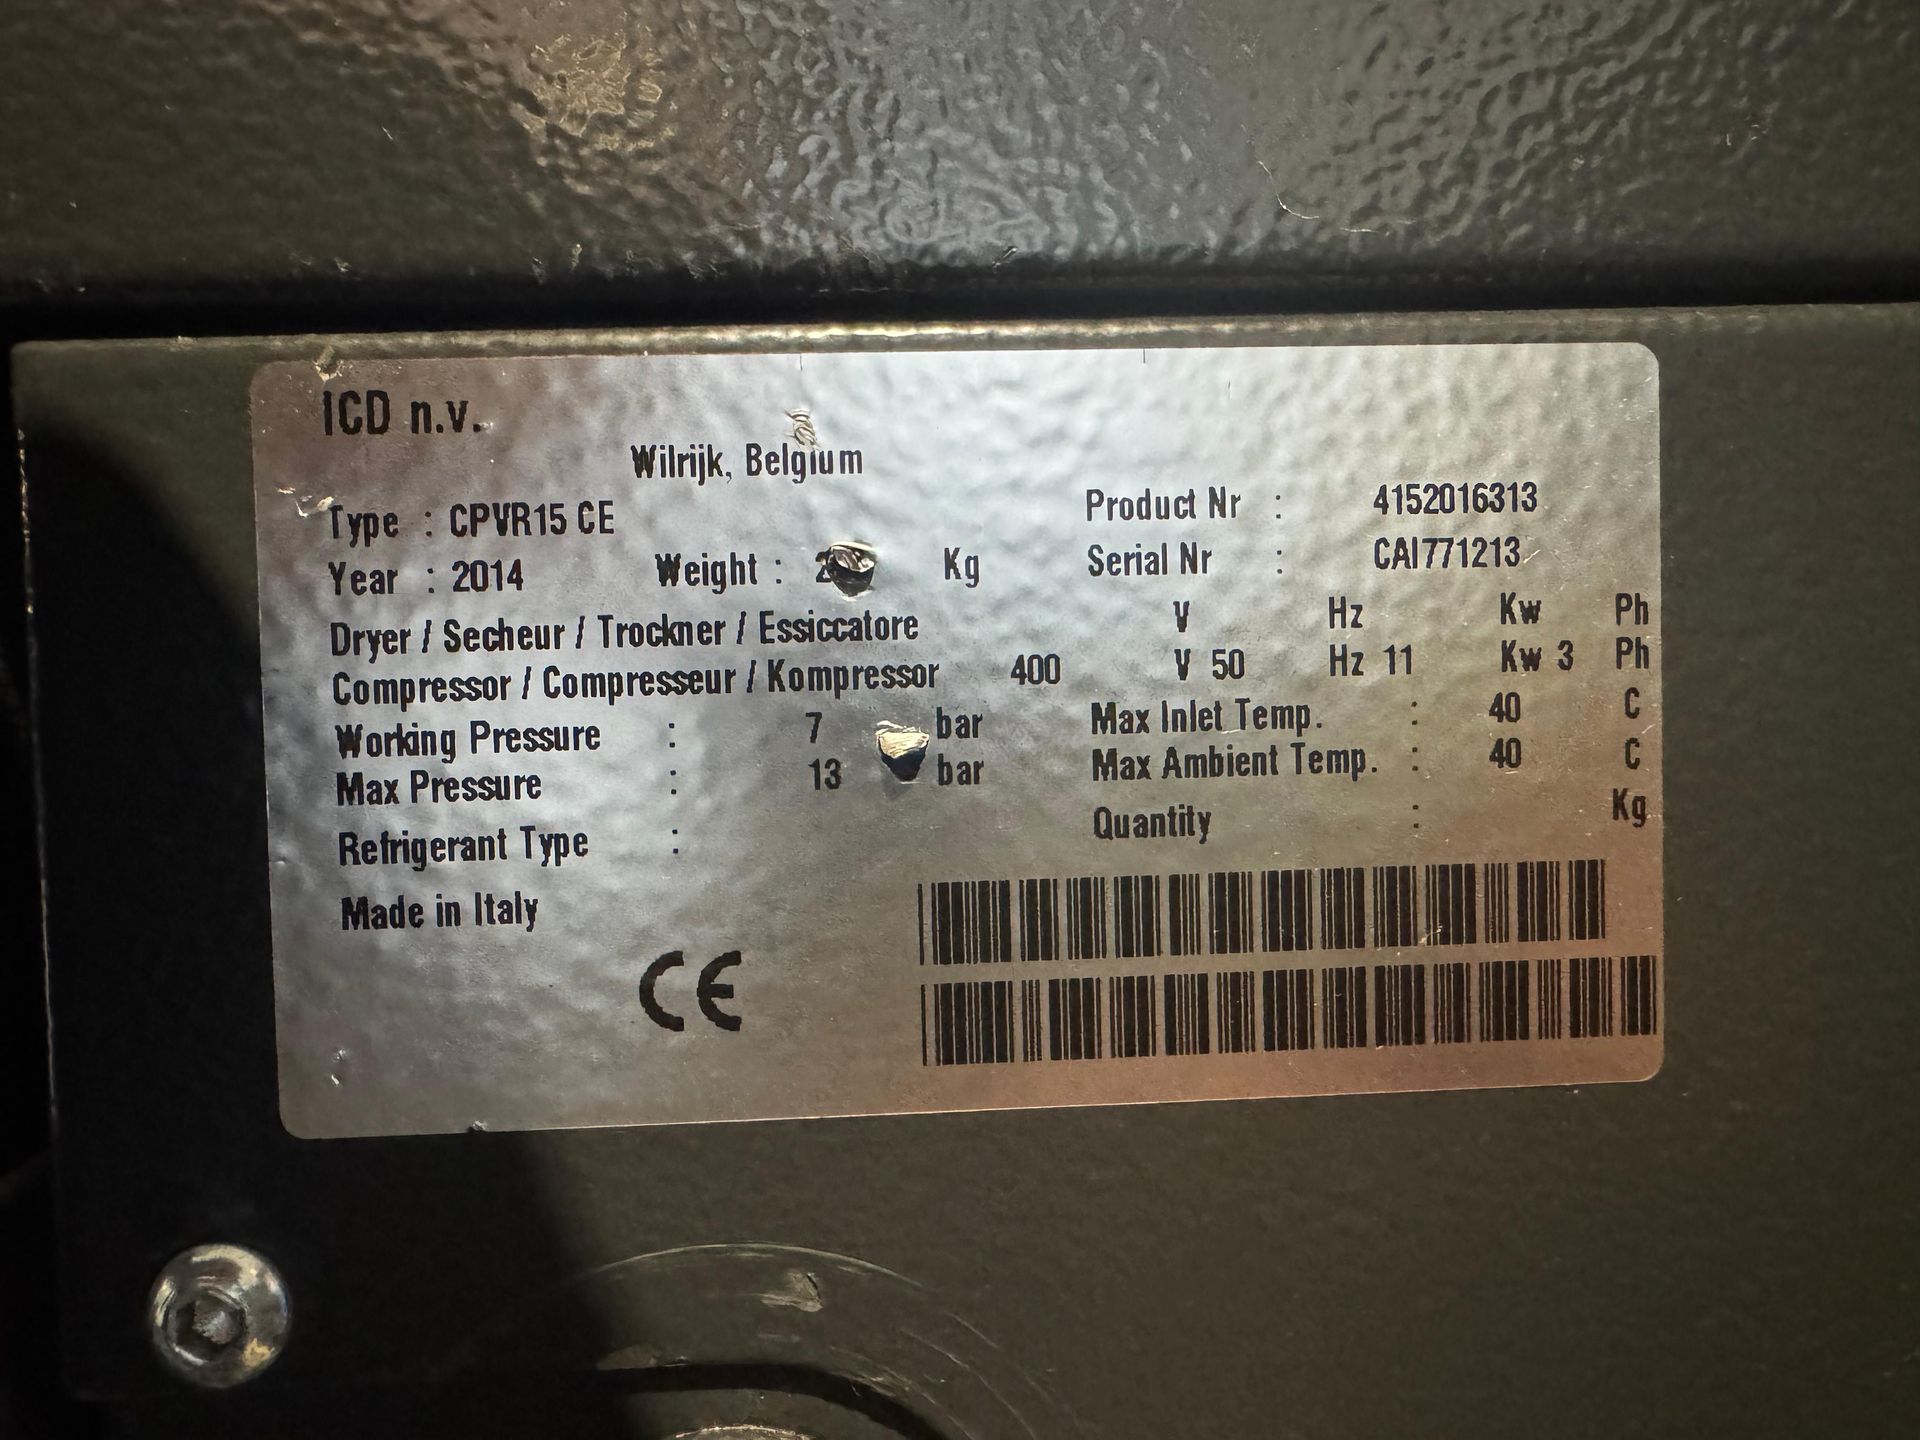 ICD n.v.
Wilrijk, Belgium
Type : CPVR15 CE
Product Nr : 4152016313
Year : 2014 Weight : Kg
Serial Nr : CAI771213
Dryer / Secheur / Trockner / Essiccatore V Hz Kw Ph
Compressor / Compresseur / Kompressor 400 V 50 Hz 11 Kw 3 Ph
Working Pressure : 7 bar
Max Inlet Temp. : 40 C
Max Pressure : 13 bar
Max Ambient Temp. : 40 C
Refrigerant Type :
Quantity : Kg
Made in Italy
CE